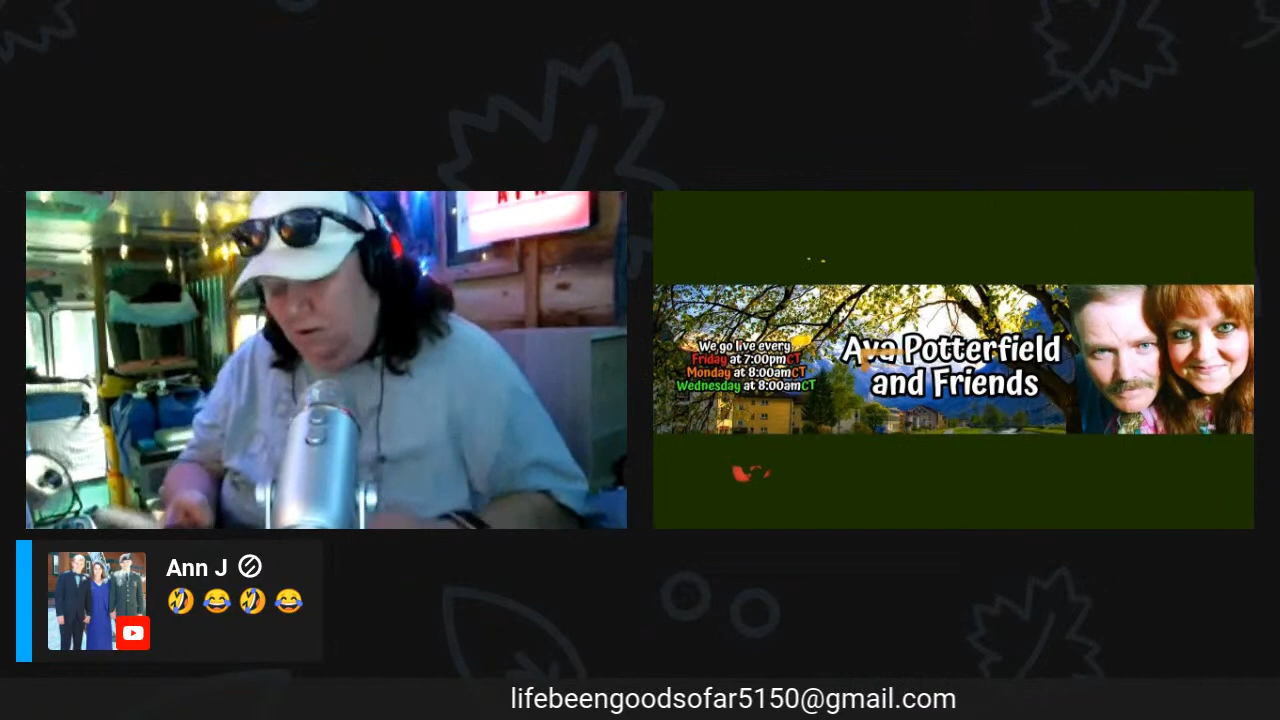 We go live every
Friday at 7:00pmCT
Monday at 8:00amCT
Wednesday at 8:00amCT
Ava Potterfield
and Friends
Ann J
🤣 😂 🤣 😂
lifebeengoodsofar5150@gmail.com